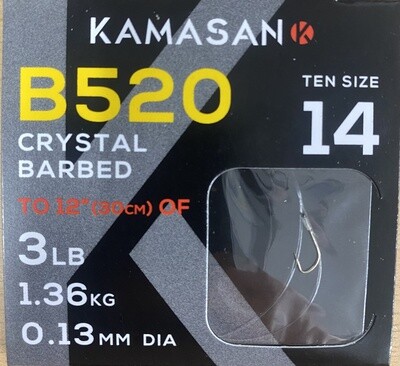 KAMASAN K
B520
TEN SIZE
14
CRYSTAL
BARBED
TO 12" (30CM) OF
3LB
1.36KG
0.13MM DIA